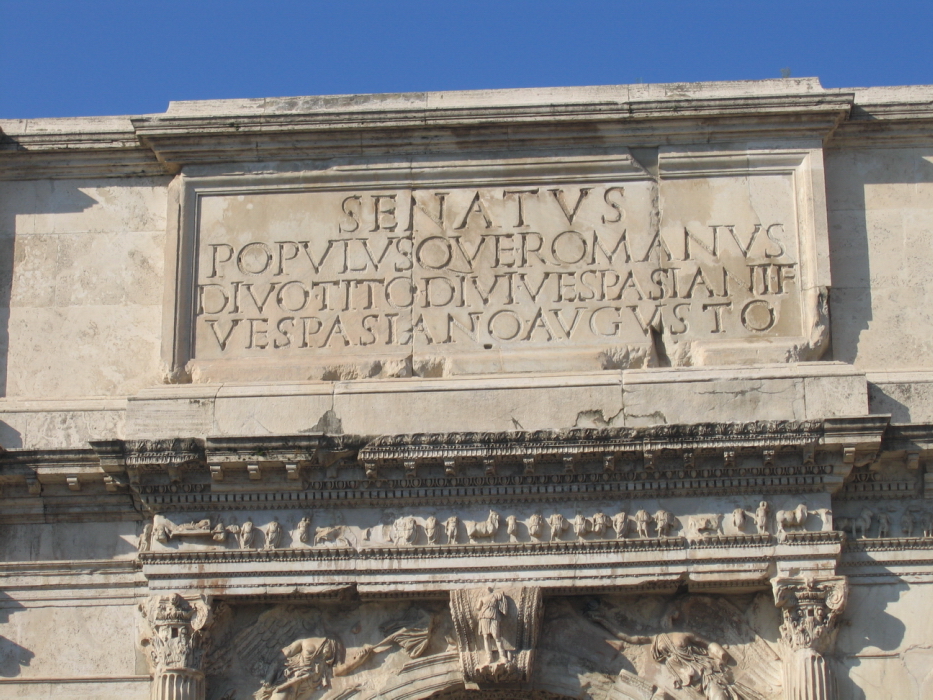 SENATVS
POPVLVSQVEROMANVS
DIVOTITODIVIVESPASIANIF
VESPASIANOAVGVSTO